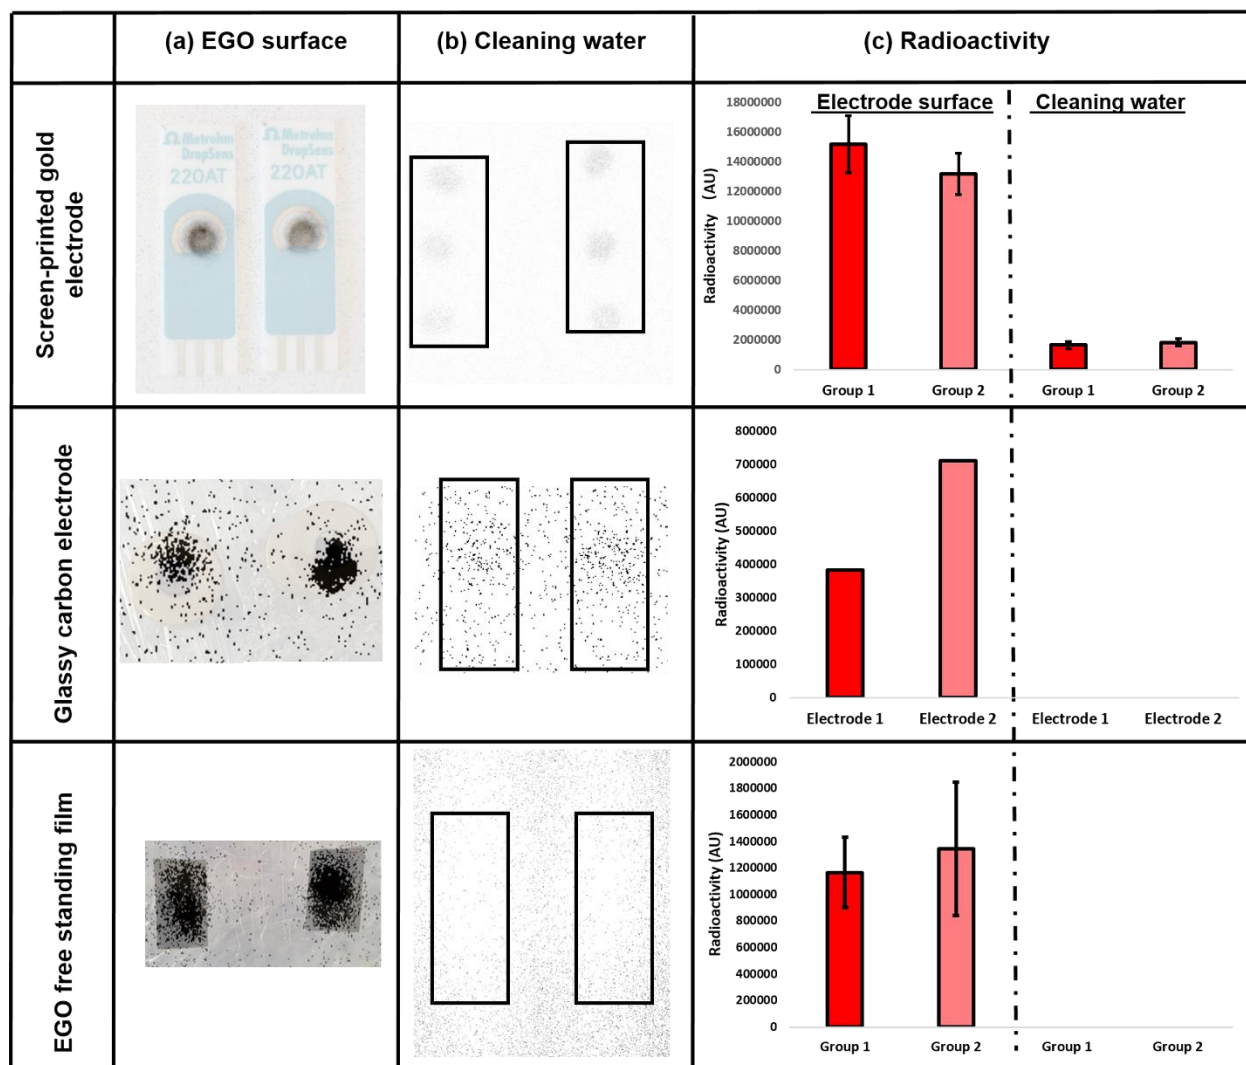 (a) EGO surface
(b) Cleaning water
(c) Radioactivity
Screen-printed gold
electrode
Ω Metrohm
DropSens
220AT
Ω Metrohm
DropSens
220AT
Electrode surface
Cleaning water
Radioactivity (AU)
18000000
16000000
14000000
12000000
10000000
8000000
6000000
4000000
2000000
0
Group 1
Group 2
Group 1
Group 2
Glassy carbon electrode
Radioactivity (AU)
800000
700000
600000
500000
400000
300000
200000
100000
0
Electrode 1
Electrode 2
Electrode 1
Electrode 2
EGO free standing film
Radioactivity (AU)
2000000
1800000
1600000
1400000
1200000
1000000
800000
600000
400000
200000
0
Group 1
Group 2
Group 1
Group 2